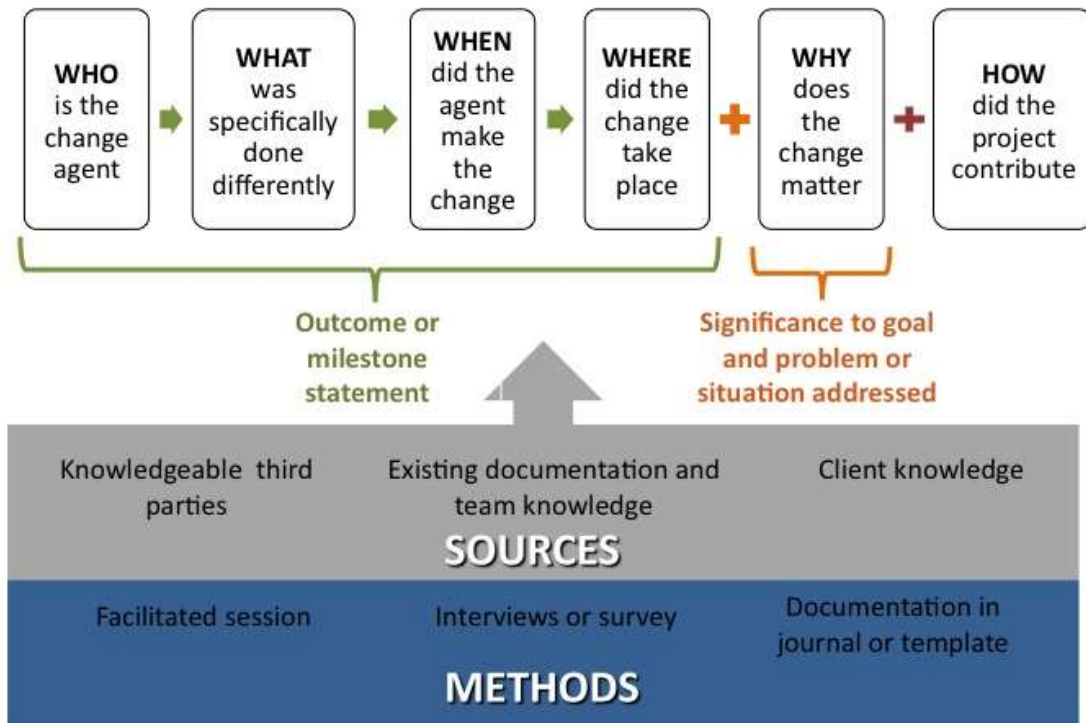 WHO
is the
change
agent
WHAT
was
specifically
done
differently
WHEN
did the
agent
make
the
change
WHERE
did the
change
take
place
WHY
does
the
change
matter
HOW
did the
project
contribute
Outcome or
milestone
statement
Significance to goal
and problem or
situation addressed
Knowledgeable third
parties
Existing documentation and
team knowledge
Client knowledge
SOURCES
Facilitated session
Interviews or survey
Documentation in
journal or template
METHODS